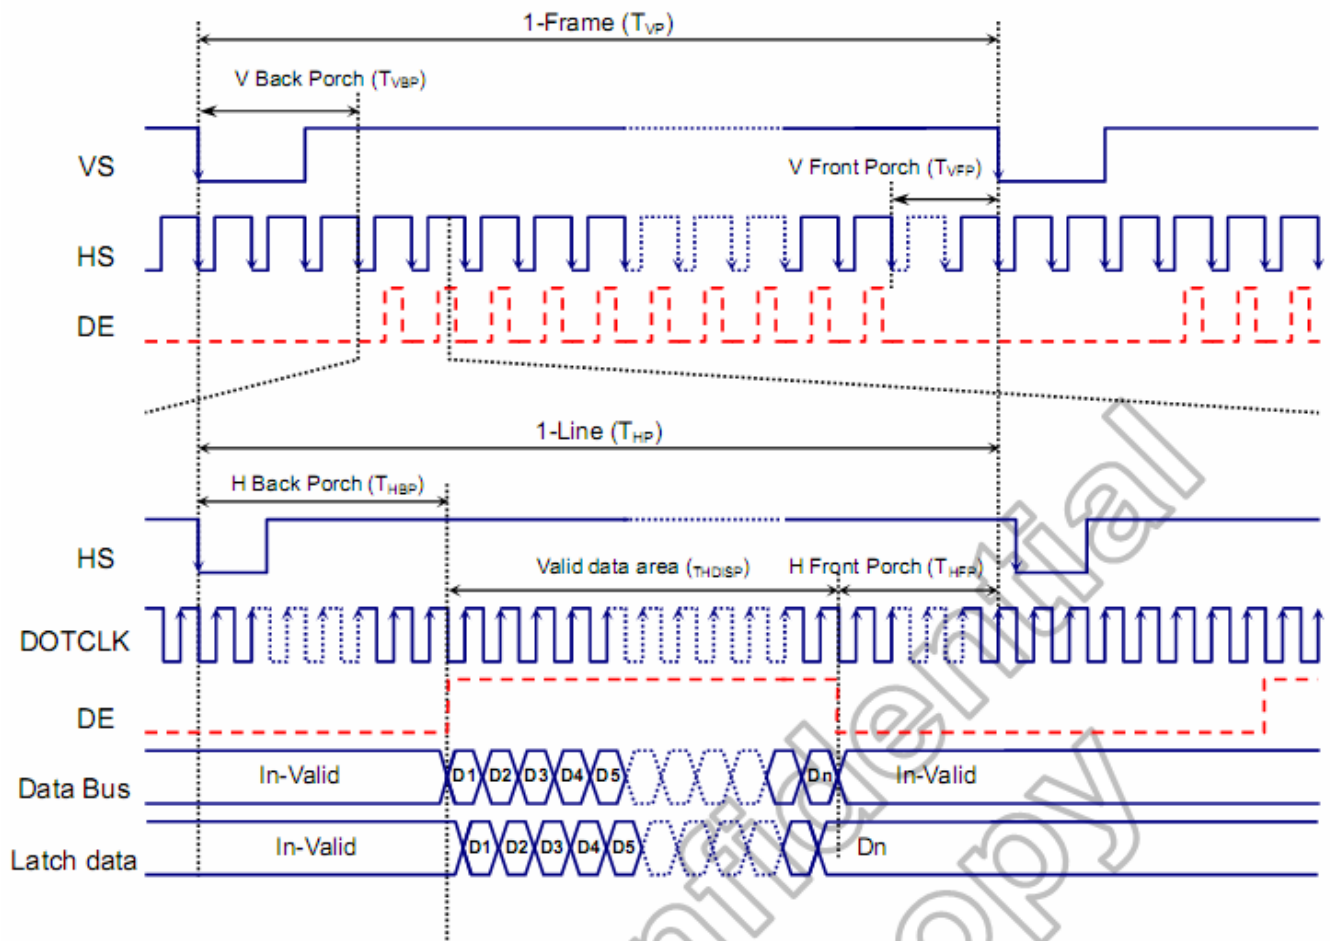 1-Frame (TVP)
V Back Porch (TVBP)
VS
V Front Porch (TVFP)
HS
DE
1-Line (THP)
H Back Porch (THBP)
HS
Valid data area (THDISP)
H Front Porch (THFP)
DOTCLK
DE
Data Bus
In-Valid
D1
D2
D3
D4
D5
Dn
In-Valid
Latch data
In-Valid
D1
D2
D3
D4
D5
Dn